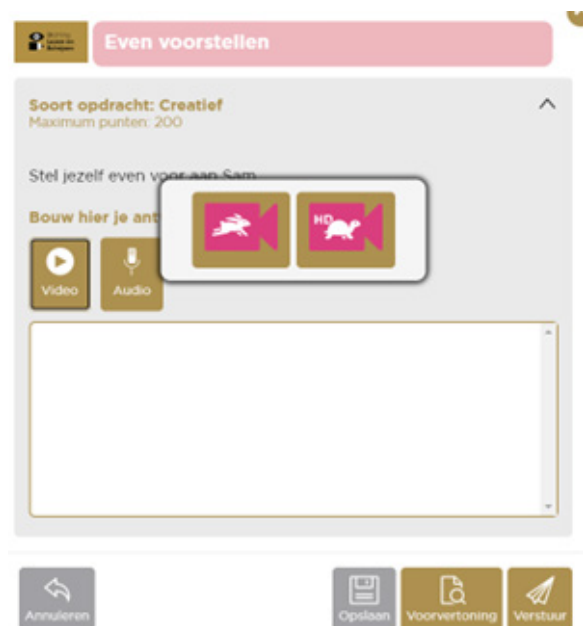 Even voorstellen
Soort opdracht: Creatief
Maximum punten: 200
Stel jezelf even voor aan Sam
Bouw hier je
HD
Video
Audio
Annuleren
Opslaan
Voorvertoning
Verstuur